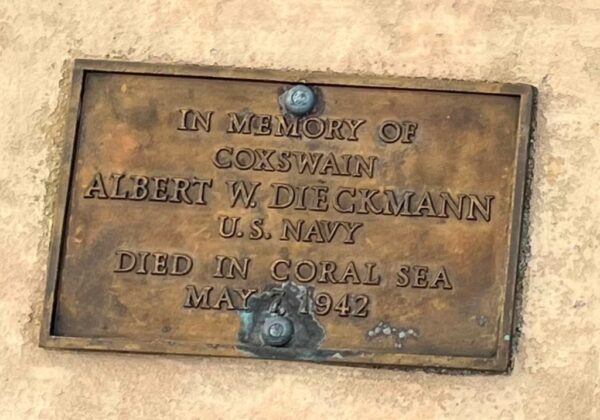 IN MEMORY OF
COXSWAIN
ALBERT W. DIECKMANN
U.S. NAVY
DIED IN CORAL SEA
MAY 7, 1942